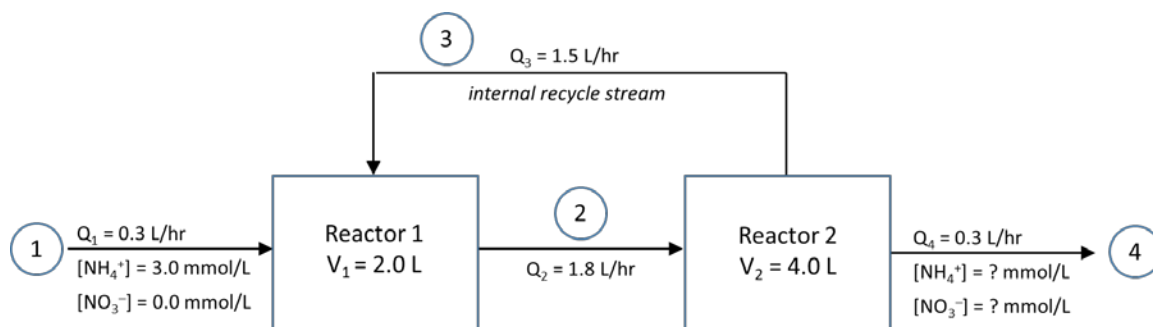 3
Q₃ = 1.5 L/hr
internal recycle stream
1
Q₁ = 0.3 L/hr
[NH₄⁺] = 3.0 mmol/L
[NO₃⁻] = 0.0 mmol/L
Reactor 1
V₁ = 2.0 L
2
Q₂ = 1.8 L/hr
Reactor 2
V₂ = 4.0 L
Q₄ = 0.3 L/hr
[NH₄⁺] = ? mmol/L
[NO₃⁻] = ? mmol/L
4